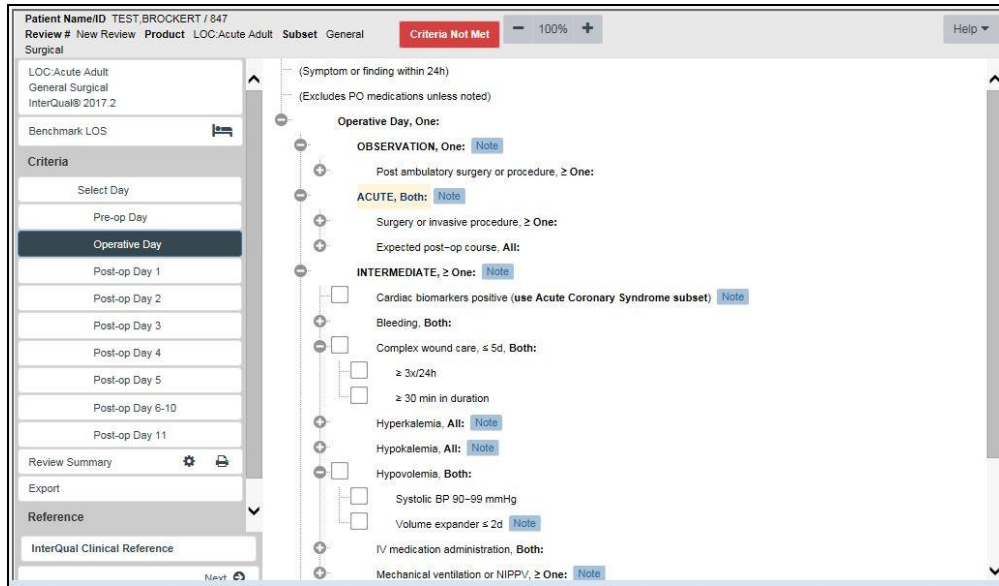 Patient Name/ID TEST,BROCKERT / 847
Review # New Review Product LOC:Acute Adult Subset General
Surgical
Criteria Not Met
100%
Help
LOC:Acute Adult
General Surgical
InterQual® 2017.2
Benchmark LOS
Criteria
Select Day
Pre-op Day
Operative Day
Post-op Day 1
Post-op Day 2
Post-op Day 3
Post-op Day 4
Post-op Day 5
Post-op Day 6-10
Post-op Day 11
Review Summary
Export
Reference
InterQual Clinical Reference
Next
(Symptom or finding within 24h)
(Excludes PO medications unless noted)
Operative Day, One:
OBSERVATION, One: Note
Post ambulatory surgery or procedure, ≥ One:
ACUTE, Both: Note
Surgery or invasive procedure, ≥ One:
Expected post-op course, All:
INTERMEDIATE, ≥ One: Note
Cardiac biomarkers positive (use Acute Coronary Syndrome subset) Note
Bleeding, Both:
Complex wound care, ≤ 5d, Both:
≥ 3x/24h
≥ 30 min in duration
Hyperkalemia, All: Note
Hypokalemia, All: Note
Hypovolemia, Both:
Systolic BP 90-99 mmHg
Volume expander ≤ 2d Note
IV medication administration, Both:
Mechanical ventilation or NIPPV, ≥ One: Note